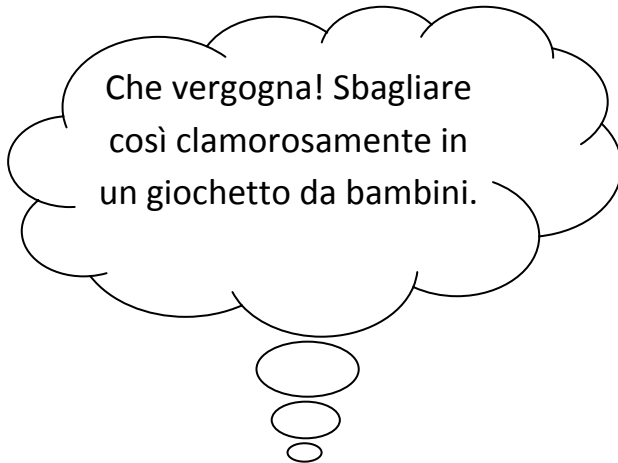 Che vergogna! Sbagliare
così clamorosamente in
un giochetto da bambini.